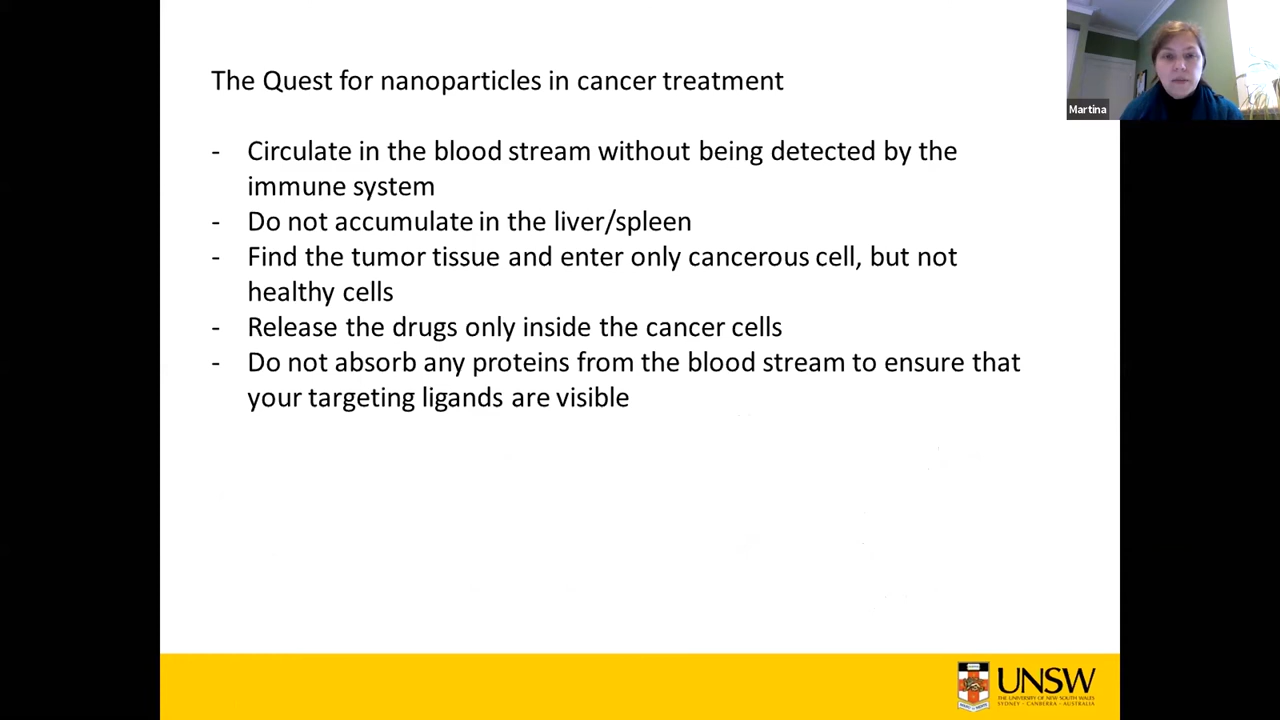 The Quest for nanoparticles in cancer treatment
- Circulate in the blood stream without being detected by the
immune system
- Do not accumulate in the liver/spleen
- Find the tumor tissue and enter only cancerous cell, but not
healthy cells
- Release the drugs only inside the cancer cells
- Do not absorb any proteins from the blood stream to ensure that
your targeting ligands are visible
Martina
UNSW
THE UNIVERSITY OF NEW SOUTH WALES
SYDNEY · CANBERRA · AUSTRALIA